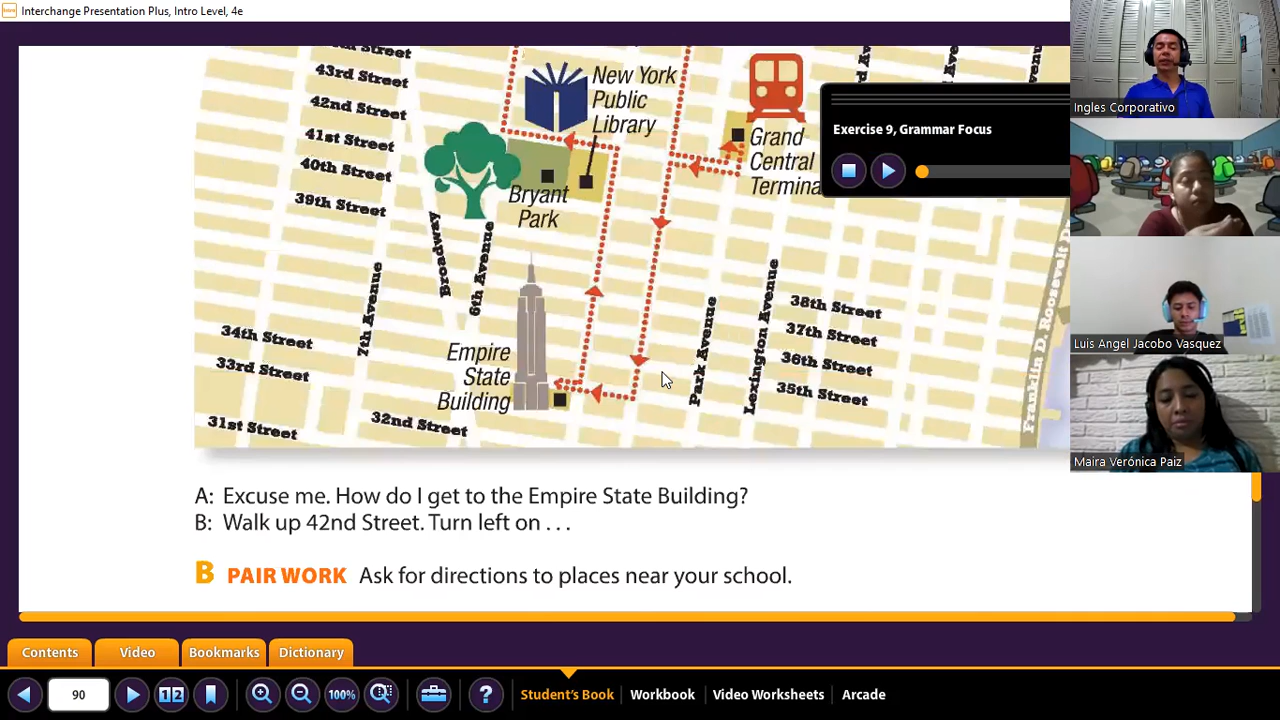 Interchange Presentation Plus, Intro Level, 4e
43rd Street
42nd Street
41st Street
40th Street
39th Street
New York
Public
Library
Bryant
Park
Grand
Central
Termina
Exercise 9, Grammar Focus
Ingles Corporativo
Luis Angel Jacobo Vasquez
Maira Verónica Paiz
Broadway
6th Avenue
7th Avenue
34th Street
33rd Street
31st Street
32nd Street
Empire
State
Building
Park Avenue
Lexington Avenue
38th Street
37th Street
36th Street
35th Street
Franklin D. Roosevelt
A: Excuse me. How do I get to the Empire State Building?
B: Walk up 42nd Street. Turn left on . . .
B PAIR WORK Ask for directions to places near your school.
Contents
Video
Bookmarks
Dictionary
90
12
100%
?
Student's Book
Workbook
Video Worksheets
Arcade